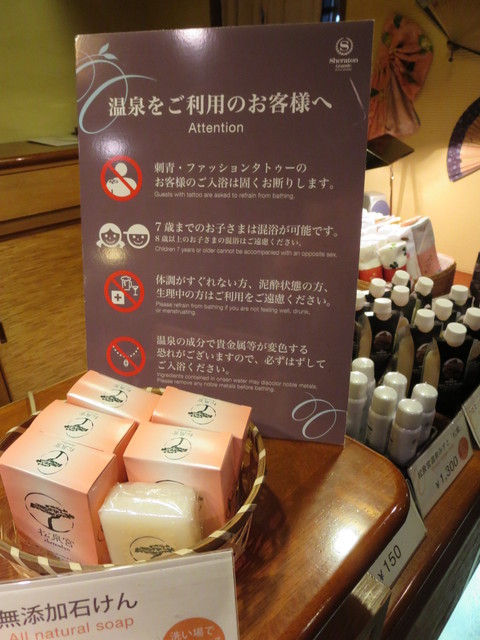 Sheraton
温泉をご利用のお客様へ
Attention
刺青・ファッションタトゥーの
お客様のご入浴は固くお断りします。
Guests with tattoo are asked to refrain from bathing.
7歳までのお子さまは混浴が可能です。
8歳以上のお子さまの混浴はご遠慮ください。
Children 7 years or older cannot be accompanied with an opposite sex.
体調がすぐれない方、泥酔状態の方、
生理中の方はご利用をご遠慮ください。
Please refrain from bathing if you are not feeling well, drunk,
or menstruating.
温泉の成分で貴金属等が変色する
恐れがございますので、必ずはずして
ご入浴ください。
Ingredients contained in onsen water may discolor noble metals.
Please remove any noble metals before bathing.
松泉宮
無添加石けん
All natural soap
洗い場で
¥150
¥1,300